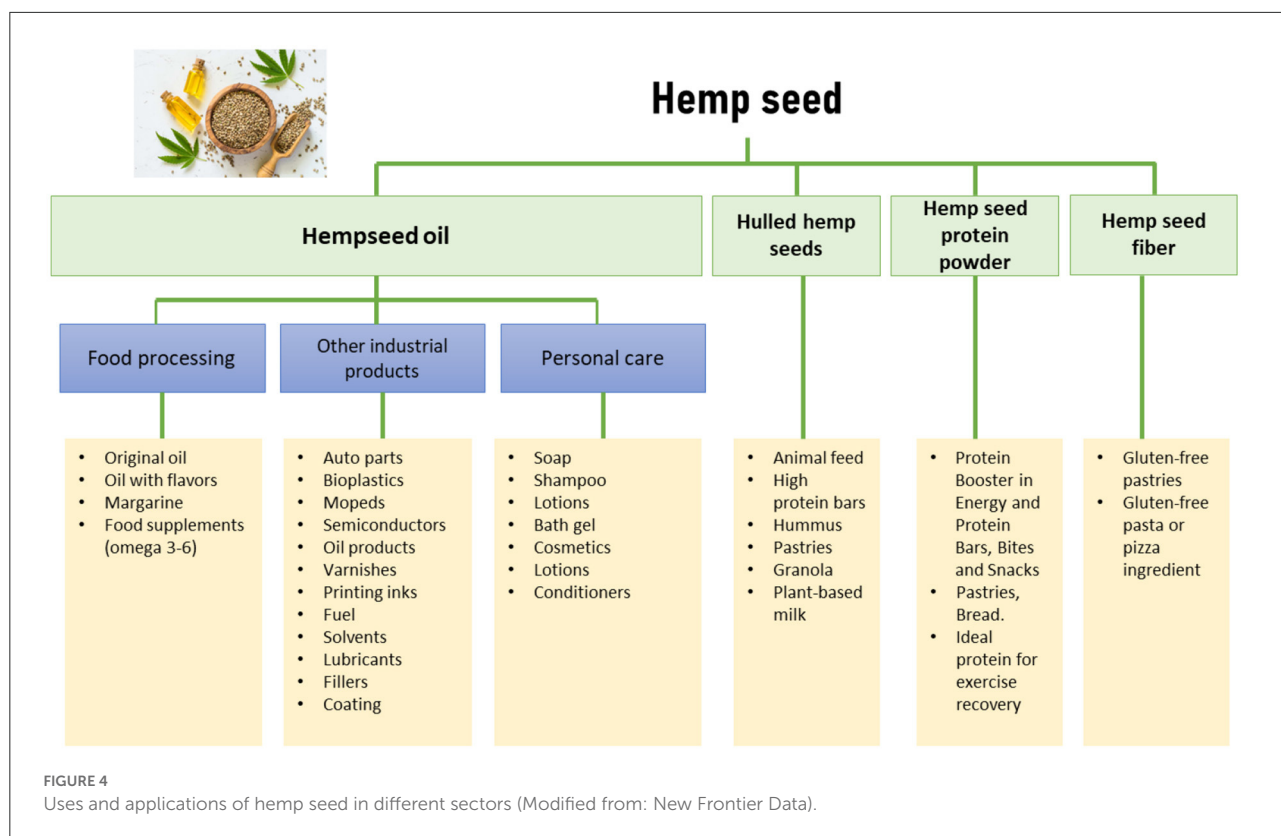 Hemp seed
Hempseed oil
Hulled hemp
seeds
Hemp seed
protein
powder
Hemp seed
fiber
Food processing
Other industrial
products
Personal care
• Original oil
• Oil with flavors
• Margarine
• Food supplements
(omega 3-6)
• Auto parts
• Bioplastics
• Mopeds
• Semiconductors
• Oil products
• Varnishes
• Printing inks
• Fuel
• Solvents
• Lubricants
• Fillers
• Coating
• Soap
• Shampoo
• Lotions
• Bath gel
• Cosmetics
• Lotions
• Conditioners
• Animal feed
• High
protein bars
• Hummus
• Pastries
• Granola
• Plant-based
milk
• Protein
Booster in
Energy and
Protein
Bars, Bites
and Snacks
• Pastries,
Bread.
• Ideal
protein for
exercise
recovery
• Gluten-free
pastries
• Gluten-free
pasta or
pizza
ingredient
FIGURE 4
Uses and applications of hemp seed in different sectors (Modified from: New Frontier Data).